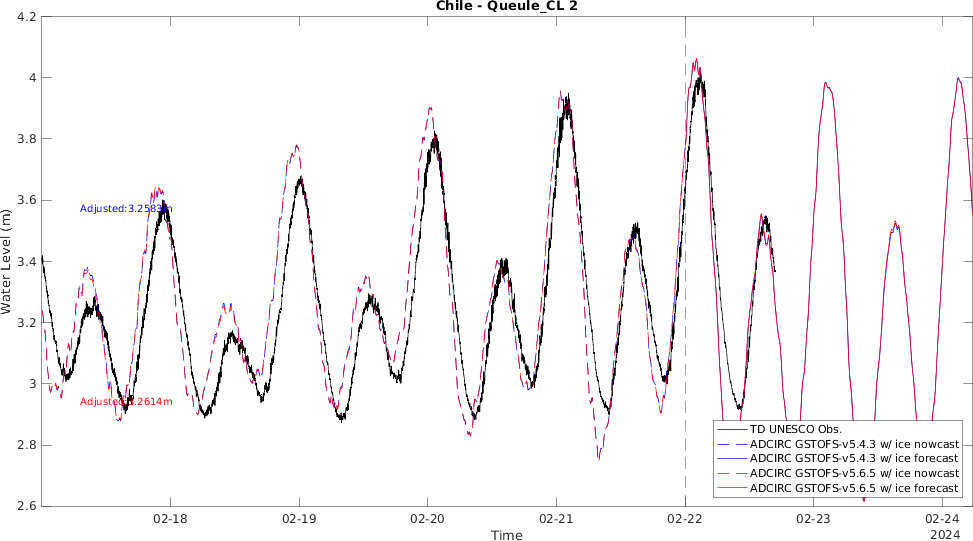 Chile - Queule_CL 2
4.2
4
3.8
3.6
3.4
3.2
3
2.8
2.6
Water Level (m)
Adjusted:3.2583m
Adjusted:3.2614m
TD UNESCO Obs.
ADCIRC GSTOFS-v5.4.3 w/ ice nowcast
ADCIRC GSTOFS-v5.4.3 w/ ice forecast
ADCIRC GSTOFS-v5.6.5 w/ ice nowcast
ADCIRC GSTOFS-v5.6.5 w/ ice forecast
02-18 02-19 02-20 02-21 02-22 02-23 02-24
Time
2024